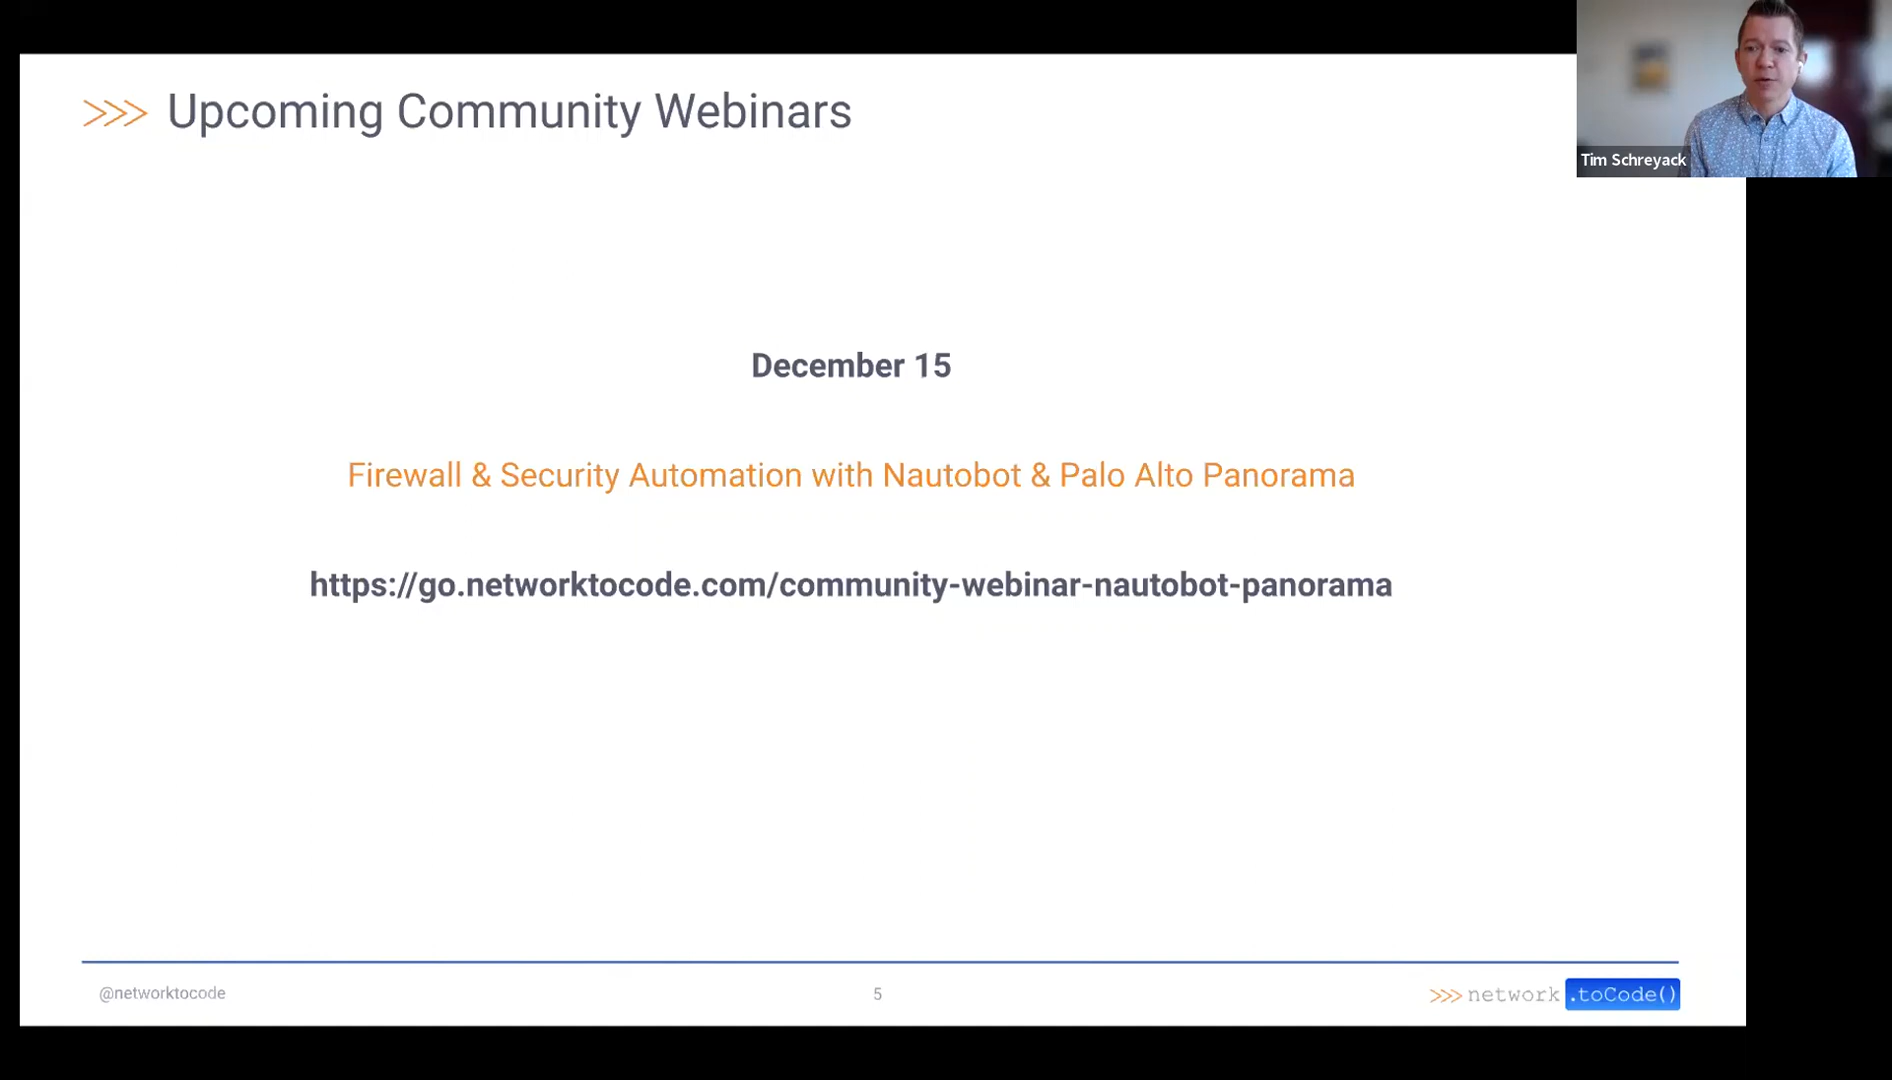 >>> Upcoming Community Webinars
Tim Schreyack
December 15
Firewall & Security Automation with Nautobot & Palo Alto Panorama
https://go.networktocode.com/community-webinar-nautobot-panorama
@networktocode
5
>>> network .toCode()